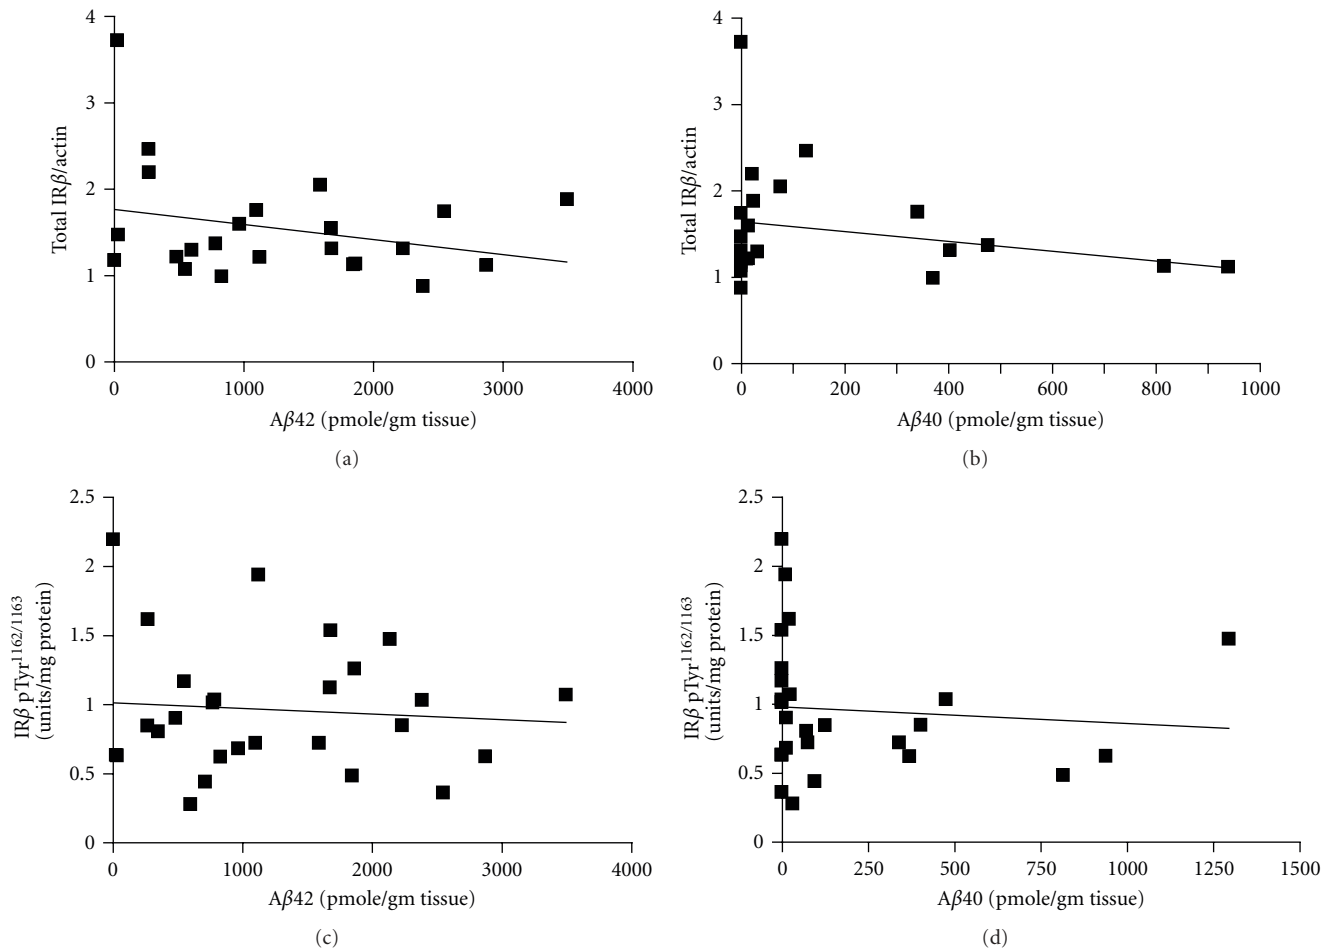 4
3
2
1
0
Total IRβ/actin
0 1000 2000 3000 4000
Aβ42 (pmole/gm tissue)
(a)
4
3
2
1
0
Total IRβ/actin
0 200 400 600 800 1000
Aβ40 (pmole/gm tissue)
(b)
2.5
2
1.5
1
0.5
0
IRβ pTyr1162/1163
(units/mg protein)
0 1000 2000 3000 4000
Aβ42 (pmole/gm tissue)
(c)
2.5
2
1.5
1
0.5
0
IRβ pTyr1162/1163
(units/mg protein)
0 250 500 750 1000 1250 1500
Aβ40 (pmole/gm tissue)
(d)